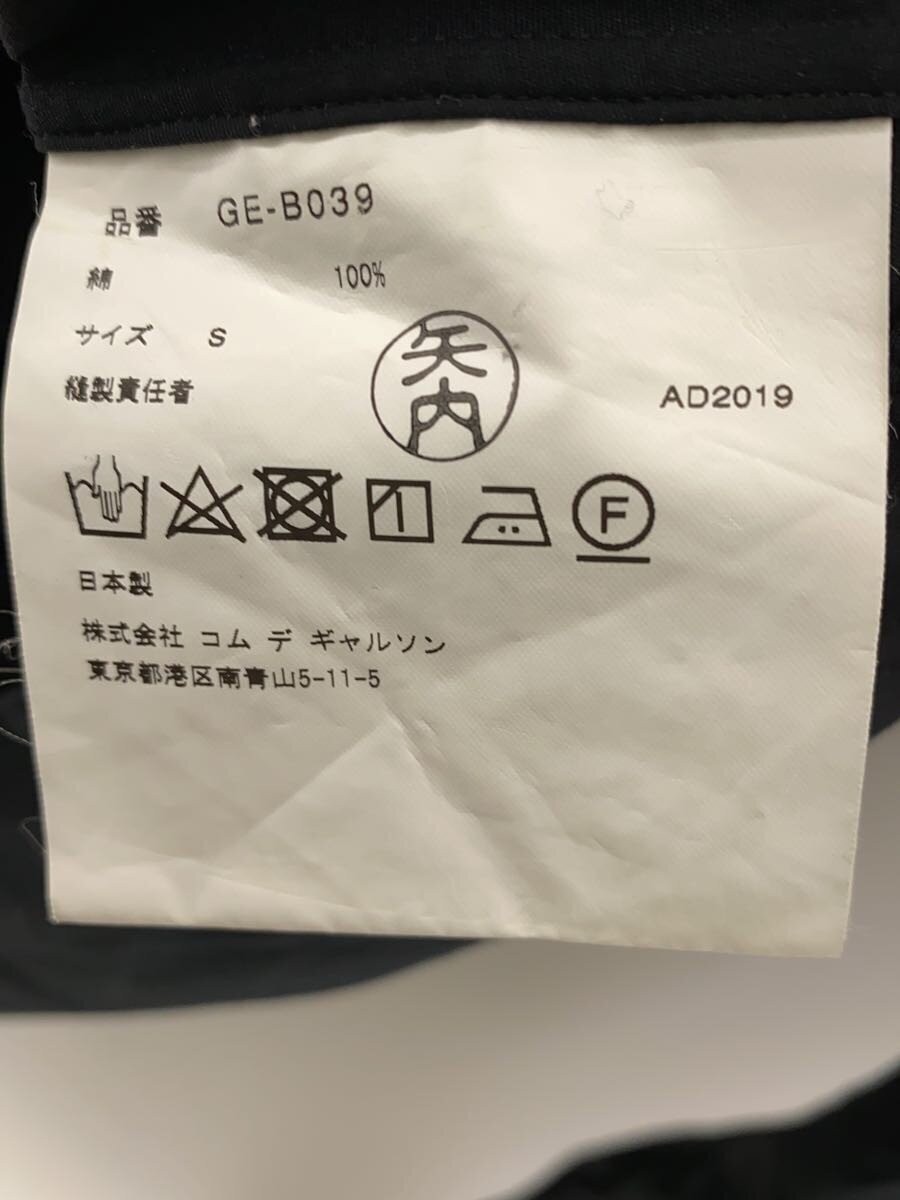 品番 GE-B039
綿 100%
サイズ S
縫製責任者 矢内 AD2019
F
日本製
株式会社 コム デ ギャルソン
東京都港区南青山5-11-5